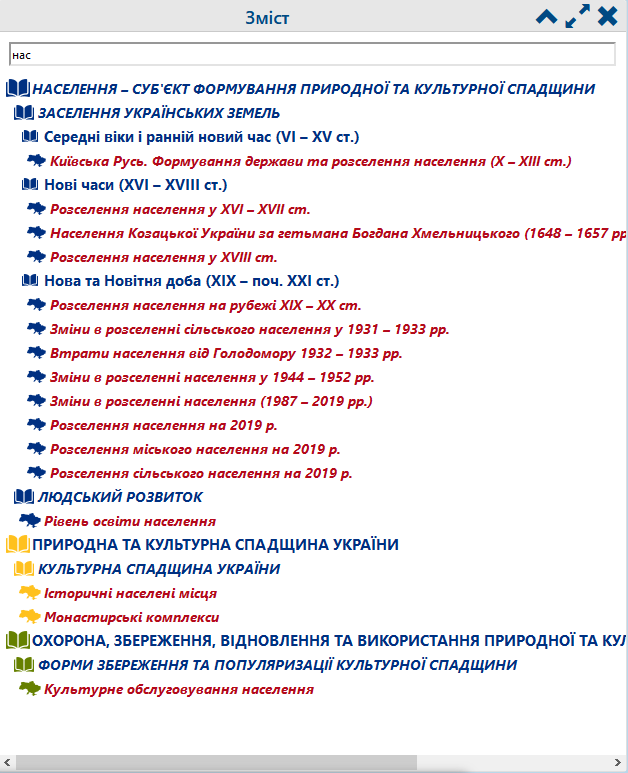 Зміст
нас
НАСЕЛЕННЯ – СУБ'ЄКТ ФОРМУВАННЯ ПРИРОДНОЇ ТА КУЛЬТУРНОЇ СПАДЩИНИ
ЗАСЕЛЕННЯ УКРАЇНСЬКИХ ЗЕМЕЛЬ
Середні віки і ранній новий час (VI – XV ст.)
Київська Русь. Формування держави та розселення населення (X – XIII ст.)
Нові часи (XVI – XVIII ст.)
Розселення населення у XVI – XVII ст.
Населення Козацької України за гетьмана Богдана Хмельницького (1648 – 1657 рр
Розселення населення у XVIII ст.
Нова та Новітня доба (XIX – поч. XXI ст.)
Розселення населення на рубежі XIX – XX ст.
Зміни в розселенні сільського населення у 1931 – 1933 рр.
Втрати населення від Голодомору 1932 – 1933 рр.
Зміни в розселенні населення у 1944 – 1952 рр.
Зміни в розселенні населення (1987 – 2019 рр.)
Розселення населення на 2019 р.
Розселення міського населення на 2019 р.
Розселення сільського населення на 2019 р.
ЛЮДСЬКИЙ РОЗВИТОК
Рівень освіти населення
ПРИРОДНА ТА КУЛЬТУРНА СПАДЩИНА УКРАЇНИ
КУЛЬТУРНА СПАДЩИНА УКРАЇНИ
Історичні населені місця
Монастирські комплекси
ОХОРОНА, ЗБЕРЕЖЕННЯ, ВІДНОВЛЕННЯ ТА ВИКОРИСТАННЯ ПРИРОДНОЇ ТА КУЛ
ФОРМИ ЗБЕРЕЖЕННЯ ТА ПОПУЛЯРИЗАЦІЇ КУЛЬТУРНОЇ СПАДЩИНИ
Культурне обслуговування населення